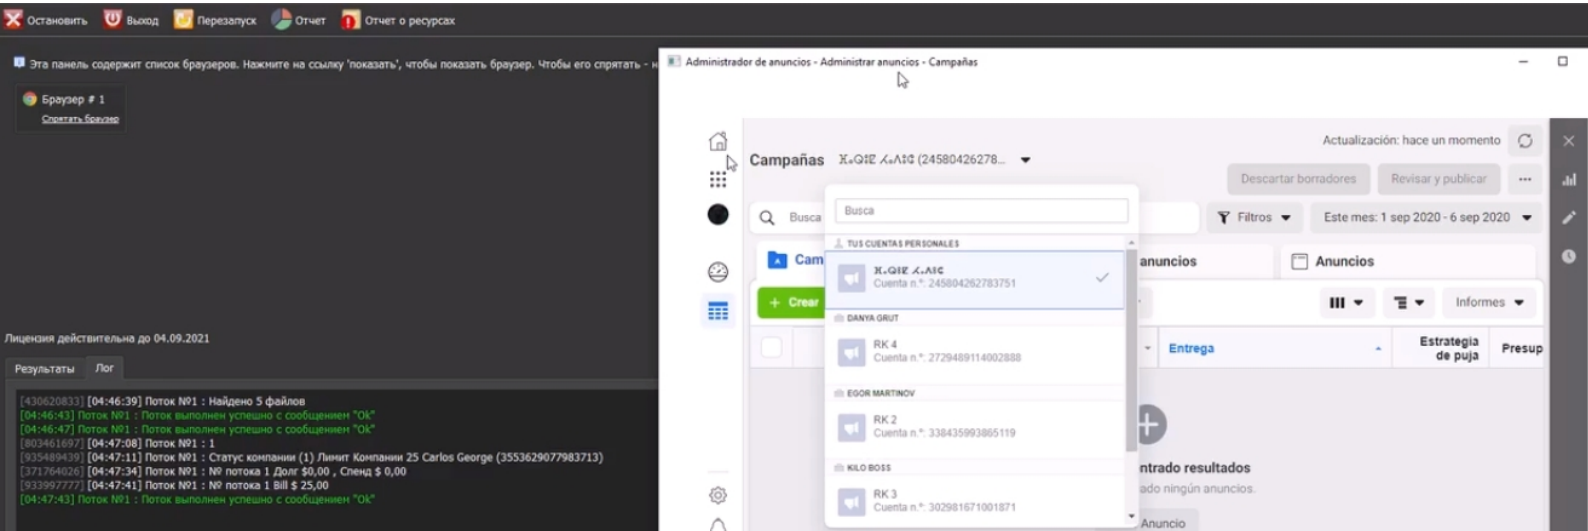 Остановить Выход Перезапуск Отчет Отчет о ресурсах
Эта панель содержит список браузеров. Нажмите на ссылку 'показать', чтобы показать браузер. Чтобы его спрятать - н
Браузер # 1
Спрятать браузер
Лицензия действительна до 04.09.2021
Результаты Лог
[430620833] [04:46:39] Поток №1 : Найдено 5 файлов
[04:46:43] Поток №1 : Поток выполнен успешно с сообщением "Ok"
[04:46:47] Поток №1 : Поток выполнен успешно с сообщением "Ok"
[803461697] [04:47:08] Поток №1 : 1
[935489439] [04:47:11] Поток №1 : Статус компании (1) Лимит Компании 25 Carlos George (3553629077983713)
[371764026] [04:47:34] Поток №1 : № потока 1 Долг $0,00 , Спенд $ 0,00
[933997777] [04:47:41] Поток №1 : № потока 1 Bill $ 25,00
[04:47:43] Поток №1 : Поток выполнен успешно с сообщением "Ok"
Administrador de anuncios - Administrar anuncios - Campañas
Actualización: hace un momento
Campañas (24580426278...
Descartar borradores Revisar y publicar
Busca
Filtros Este mes: 1 sep 2020 - 6 sep 2020
Busca
TUS CUENTAS PERSONALES
Cuenta n.º: 245804262783751
DANYA GRUT
RK 4
Cuenta n.º: 2729489114002888
EGOR MARTINOV
RK 2
Cuenta n.º: 338435993865119
KILO BOSS
RK 3
Cuenta n.º: 302981671001871
Cam
anuncios Anuncios
+ Crear
Informes
Entrega
Estrategia
de puja
Presup
ntrado resultados
ado ningún anuncios.
Anuncio